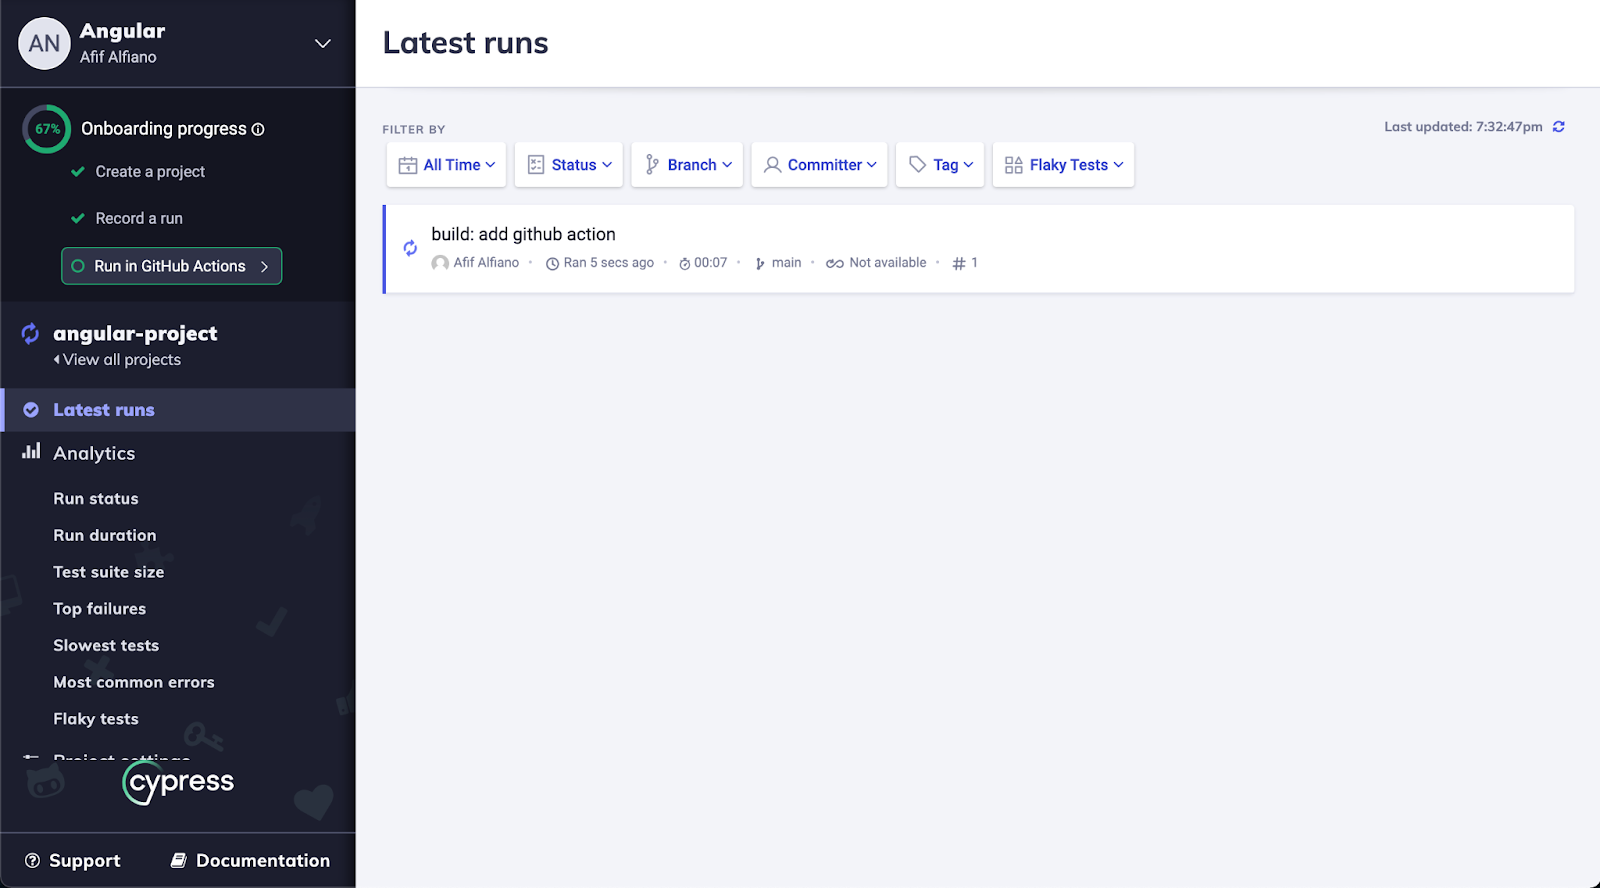 AN
Angular
Afif Alfiano
67%
Onboarding progress
Create a project
Record a run
Run in GitHub Actions
angular-project
View all projects
Latest runs
Analytics
Run status
Run duration
Test suite size
Top failures
Slowest tests
Most common errors
Flaky tests
Project settings
cypress
Support
Documentation
Latest runs
FILTER BY
Last updated: 7:32:47pm
All Time
Status
Branch
Committer
Tag
Flaky Tests
build: add github action
Afif Alfiano • Ran 5 secs ago • 00:07 • main • Not available • # 1